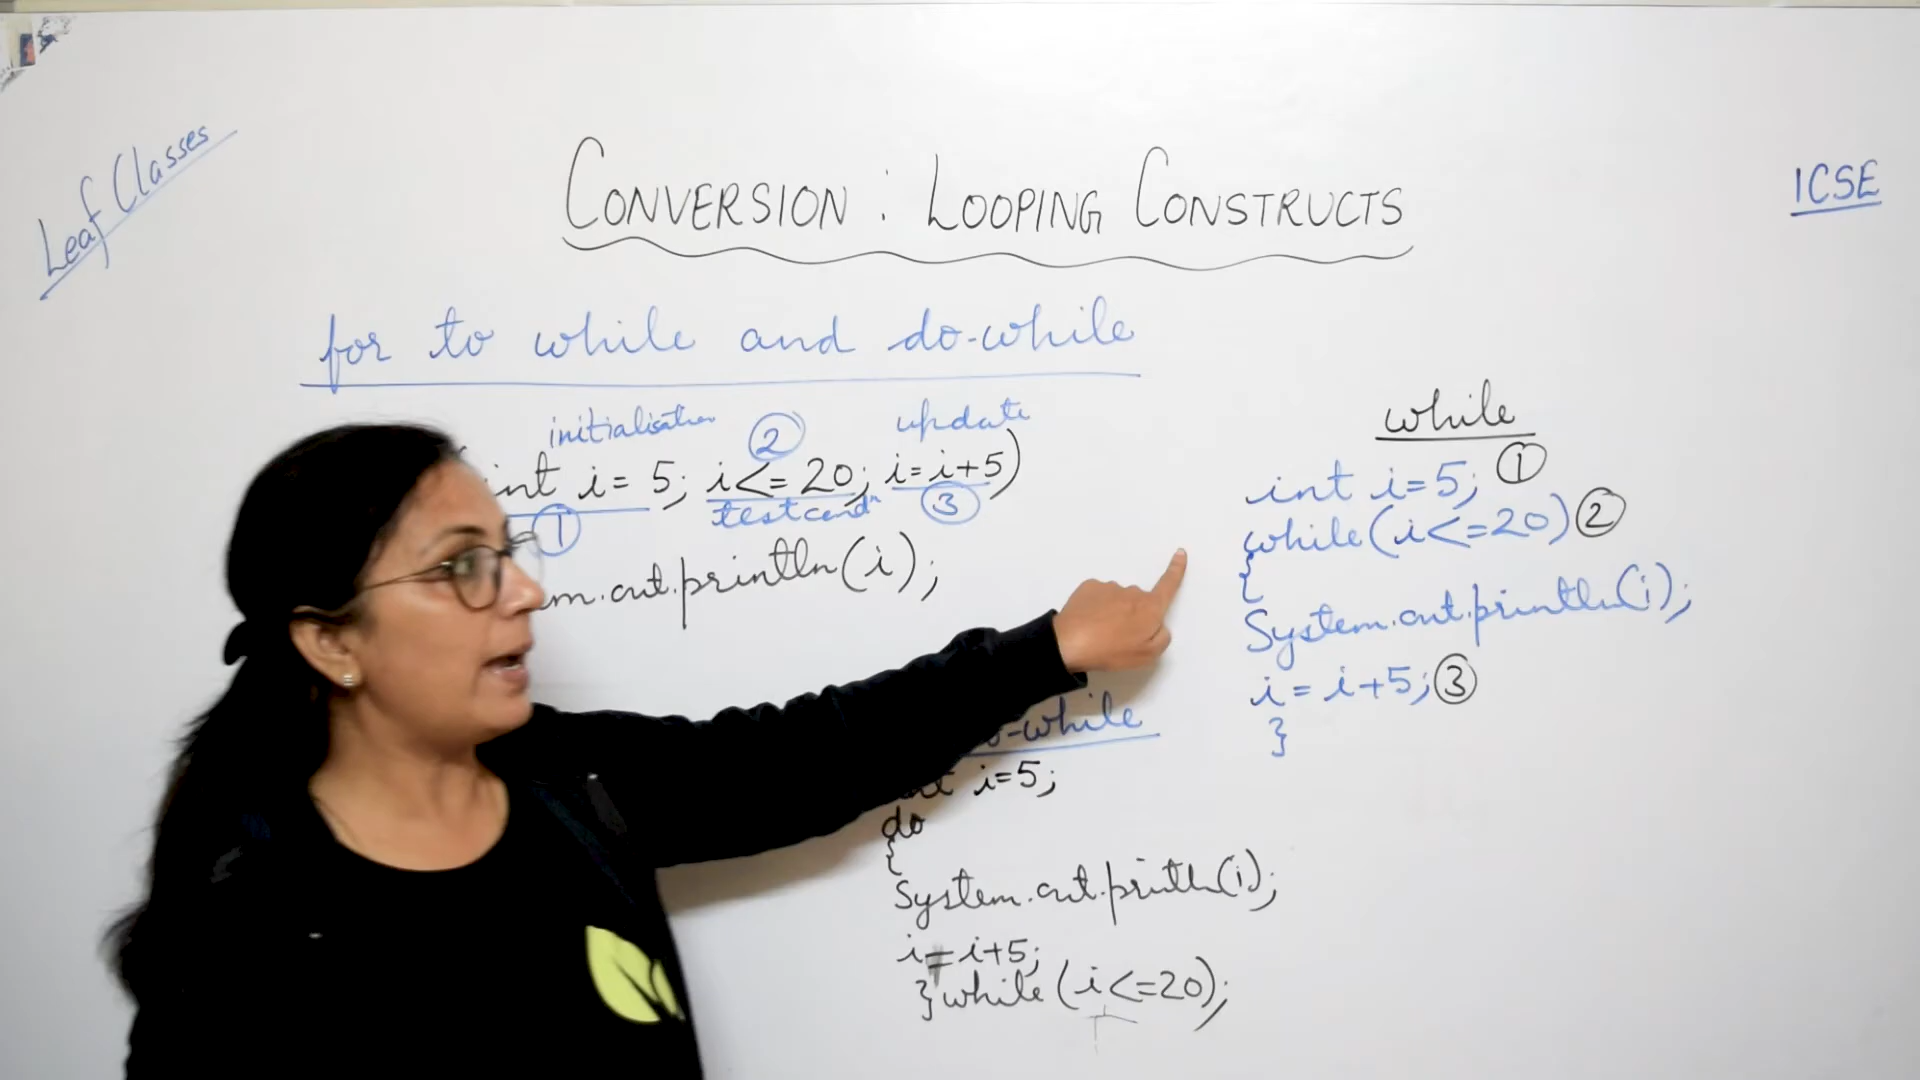 Leaf Classes
CONVERSION : LOOPING CONSTRUCTS
ICSE
for to while and do-while
initialisation ② update
int i= 5; i<= 20; i= i+5)
① testcondn ③
m.out.println(i);
while
int i=5; ①
while(i<=20) ②
{
System.out.println(i);
i= i+5; ③
}
-while
i=5;
do
{
System.out.println(i);
i= i+5;
} while (i<=20);